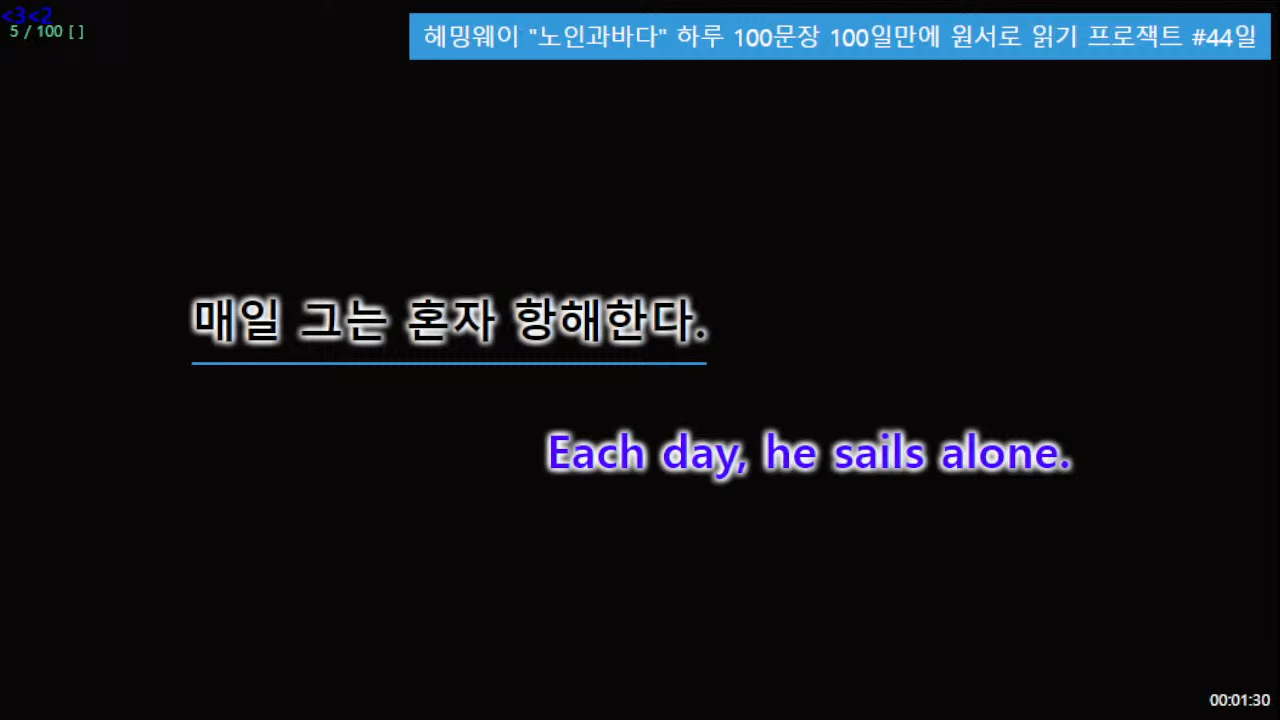 <3<2
5 / 100 [ ]
헤밍웨이 "노인과바다" 하루 100문장 100일만에 원서로 읽기 프로잭트 #44일
매일 그는 혼자 항해한다.
Each day, he sails alone.
00:01:30